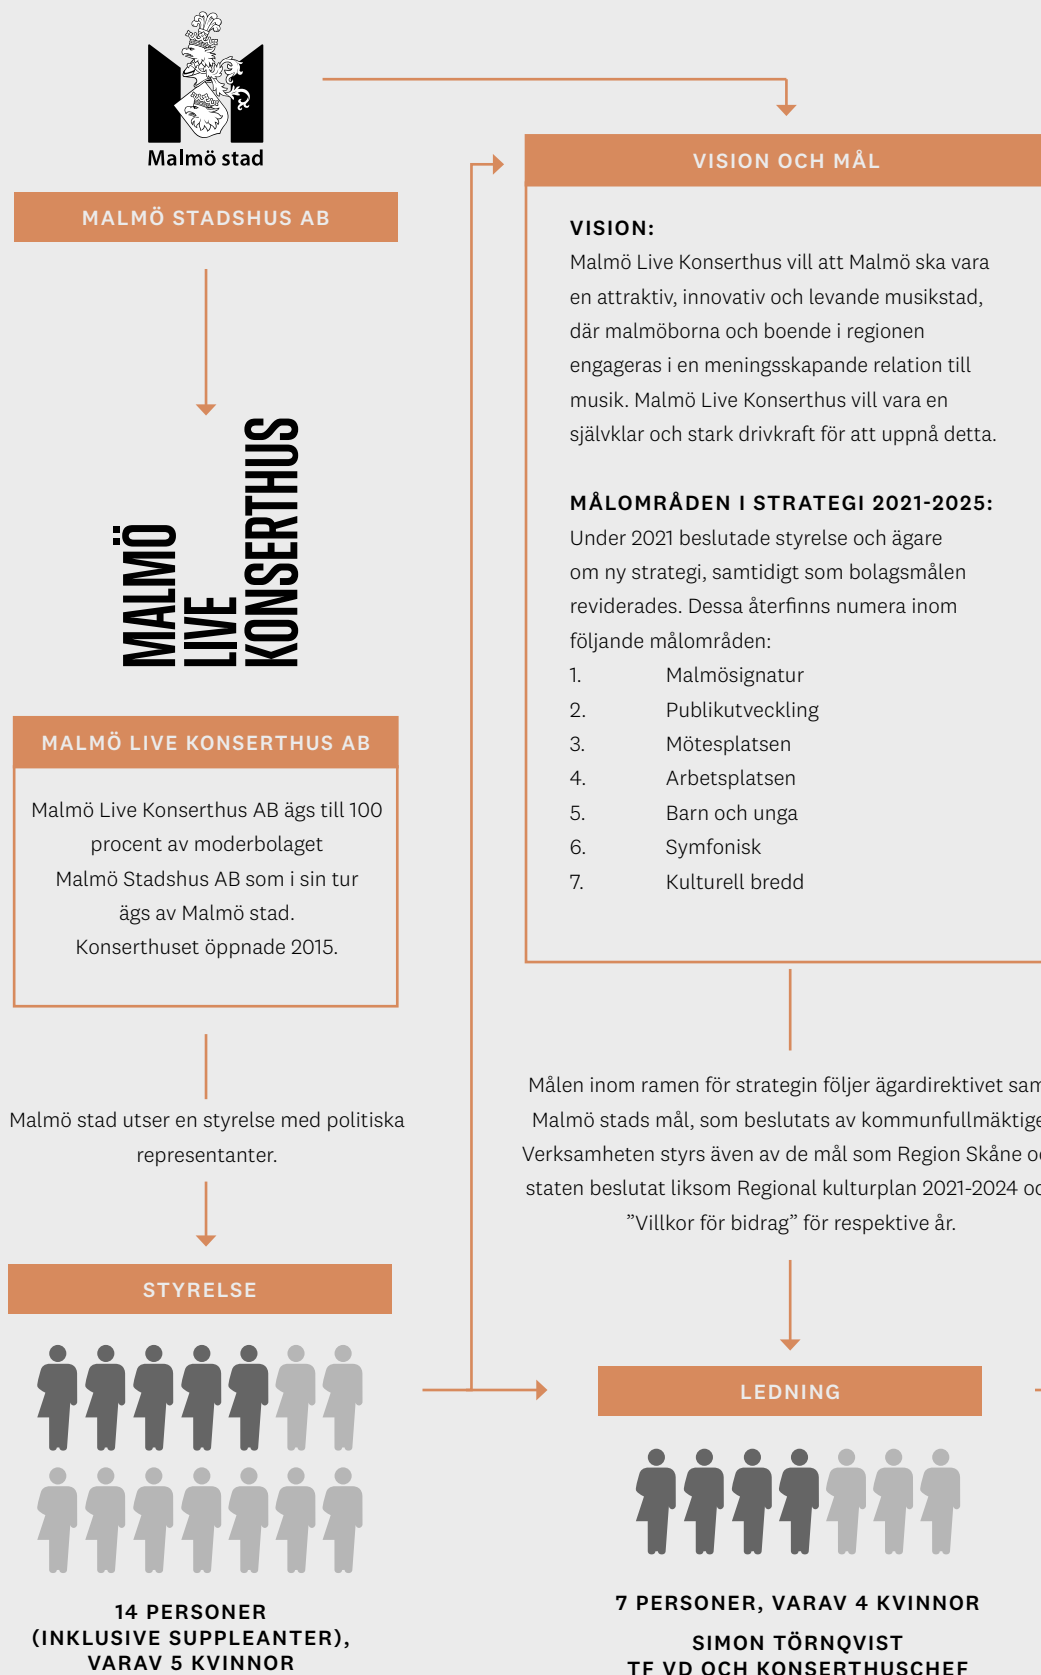 Malmö stad
MALMÖ STADSHUS AB
MALMÖ
LIVE
KONSERTHUS
MALMÖ LIVE KONSERTHUS AB
Malmö Live Konserthus AB ägs till 100
procent av moderbolaget
Malmö Stadshus AB som i sin tur
ägs av Malmö stad.
Konserthuset öppnade 2015.
Malmö stad utser en styrelse med politiska
representanter.
STYRELSE
14 PERSONER
(INKLUSIVE SUPPLEANTER),
VARAV 5 KVINNOR
VISION OCH MÅL
VISION:
Malmö Live Konserthus vill att Malmö ska vara
en attraktiv, innovativ och levande musikstad,
där malmöborna och boende i regionen
engageras i en meningsskapande relation till
musik. Malmö Live Konserthus vill vara en
självklar och stark drivkraft för att uppnå detta.
MÅLOMRÅDEN I STRATEGI 2021-2025:
Under 2021 beslutade styrelse och ägare
om ny strategi, samtidigt som bolagsmålen
reviderades. Dessa återfinns numera inom
följande målområden:
1. Malmösignatur
2. Publikutveckling
3. Mötesplatsen
4. Arbetsplatsen
5. Barn och unga
6. Symfonisk
7. Kulturell bredd
Målen inom ramen för strategin följer ägardirektivet
Malmö stads mål, som beslutats av
Verksamheten styrs även av de mål som Region Skåne
staten beslutat liksom Regional kulturplan 2021-2024
”Villkor för bidrag” för respektive år.
LEDNING
7 PERSONER, VARAV 4 KVINNOR
SIMON TÖRNQVIST
TF VD OCH KONSERTHUSCHEF